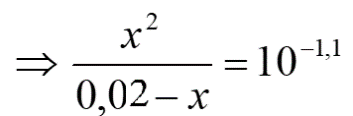 ⇒ x² / (0,02 − x) = 10⁻¹,¹